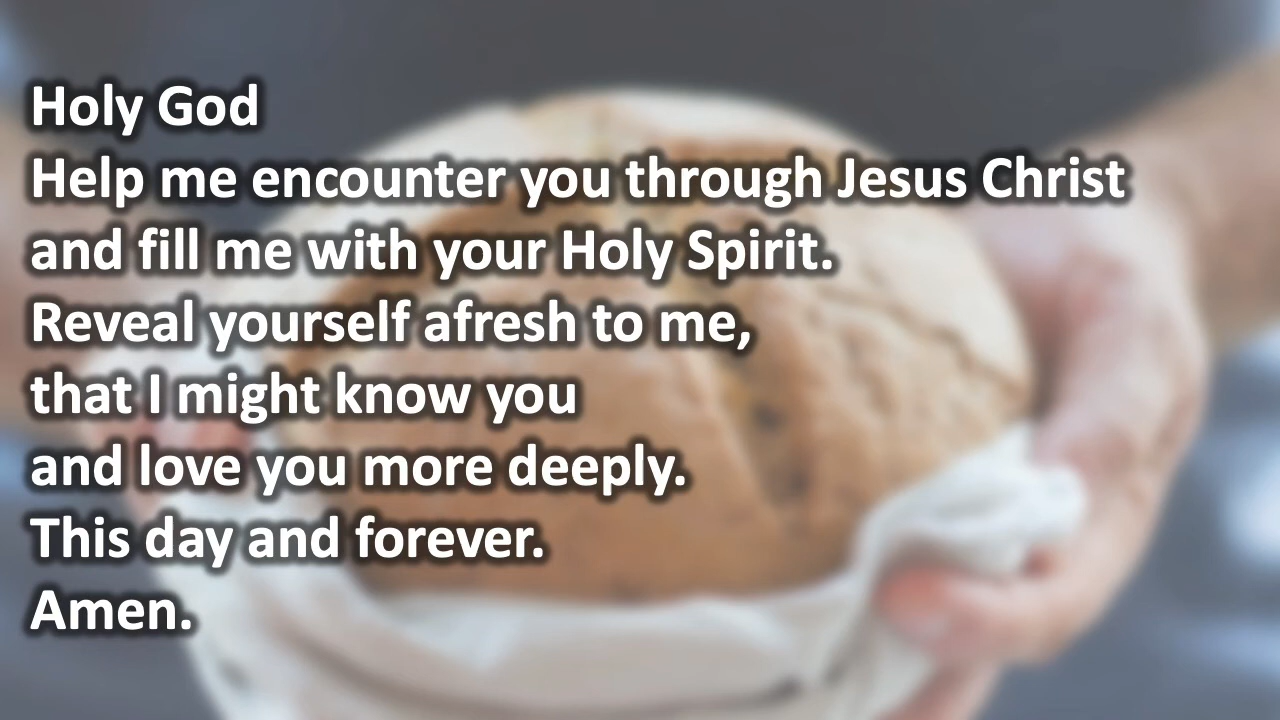 Holy God
Help me encounter you through Jesus Christ
and fill me with your Holy Spirit.
Reveal yourself afresh to me,
that I might know you
and love you more deeply.
This day and forever.
Amen.